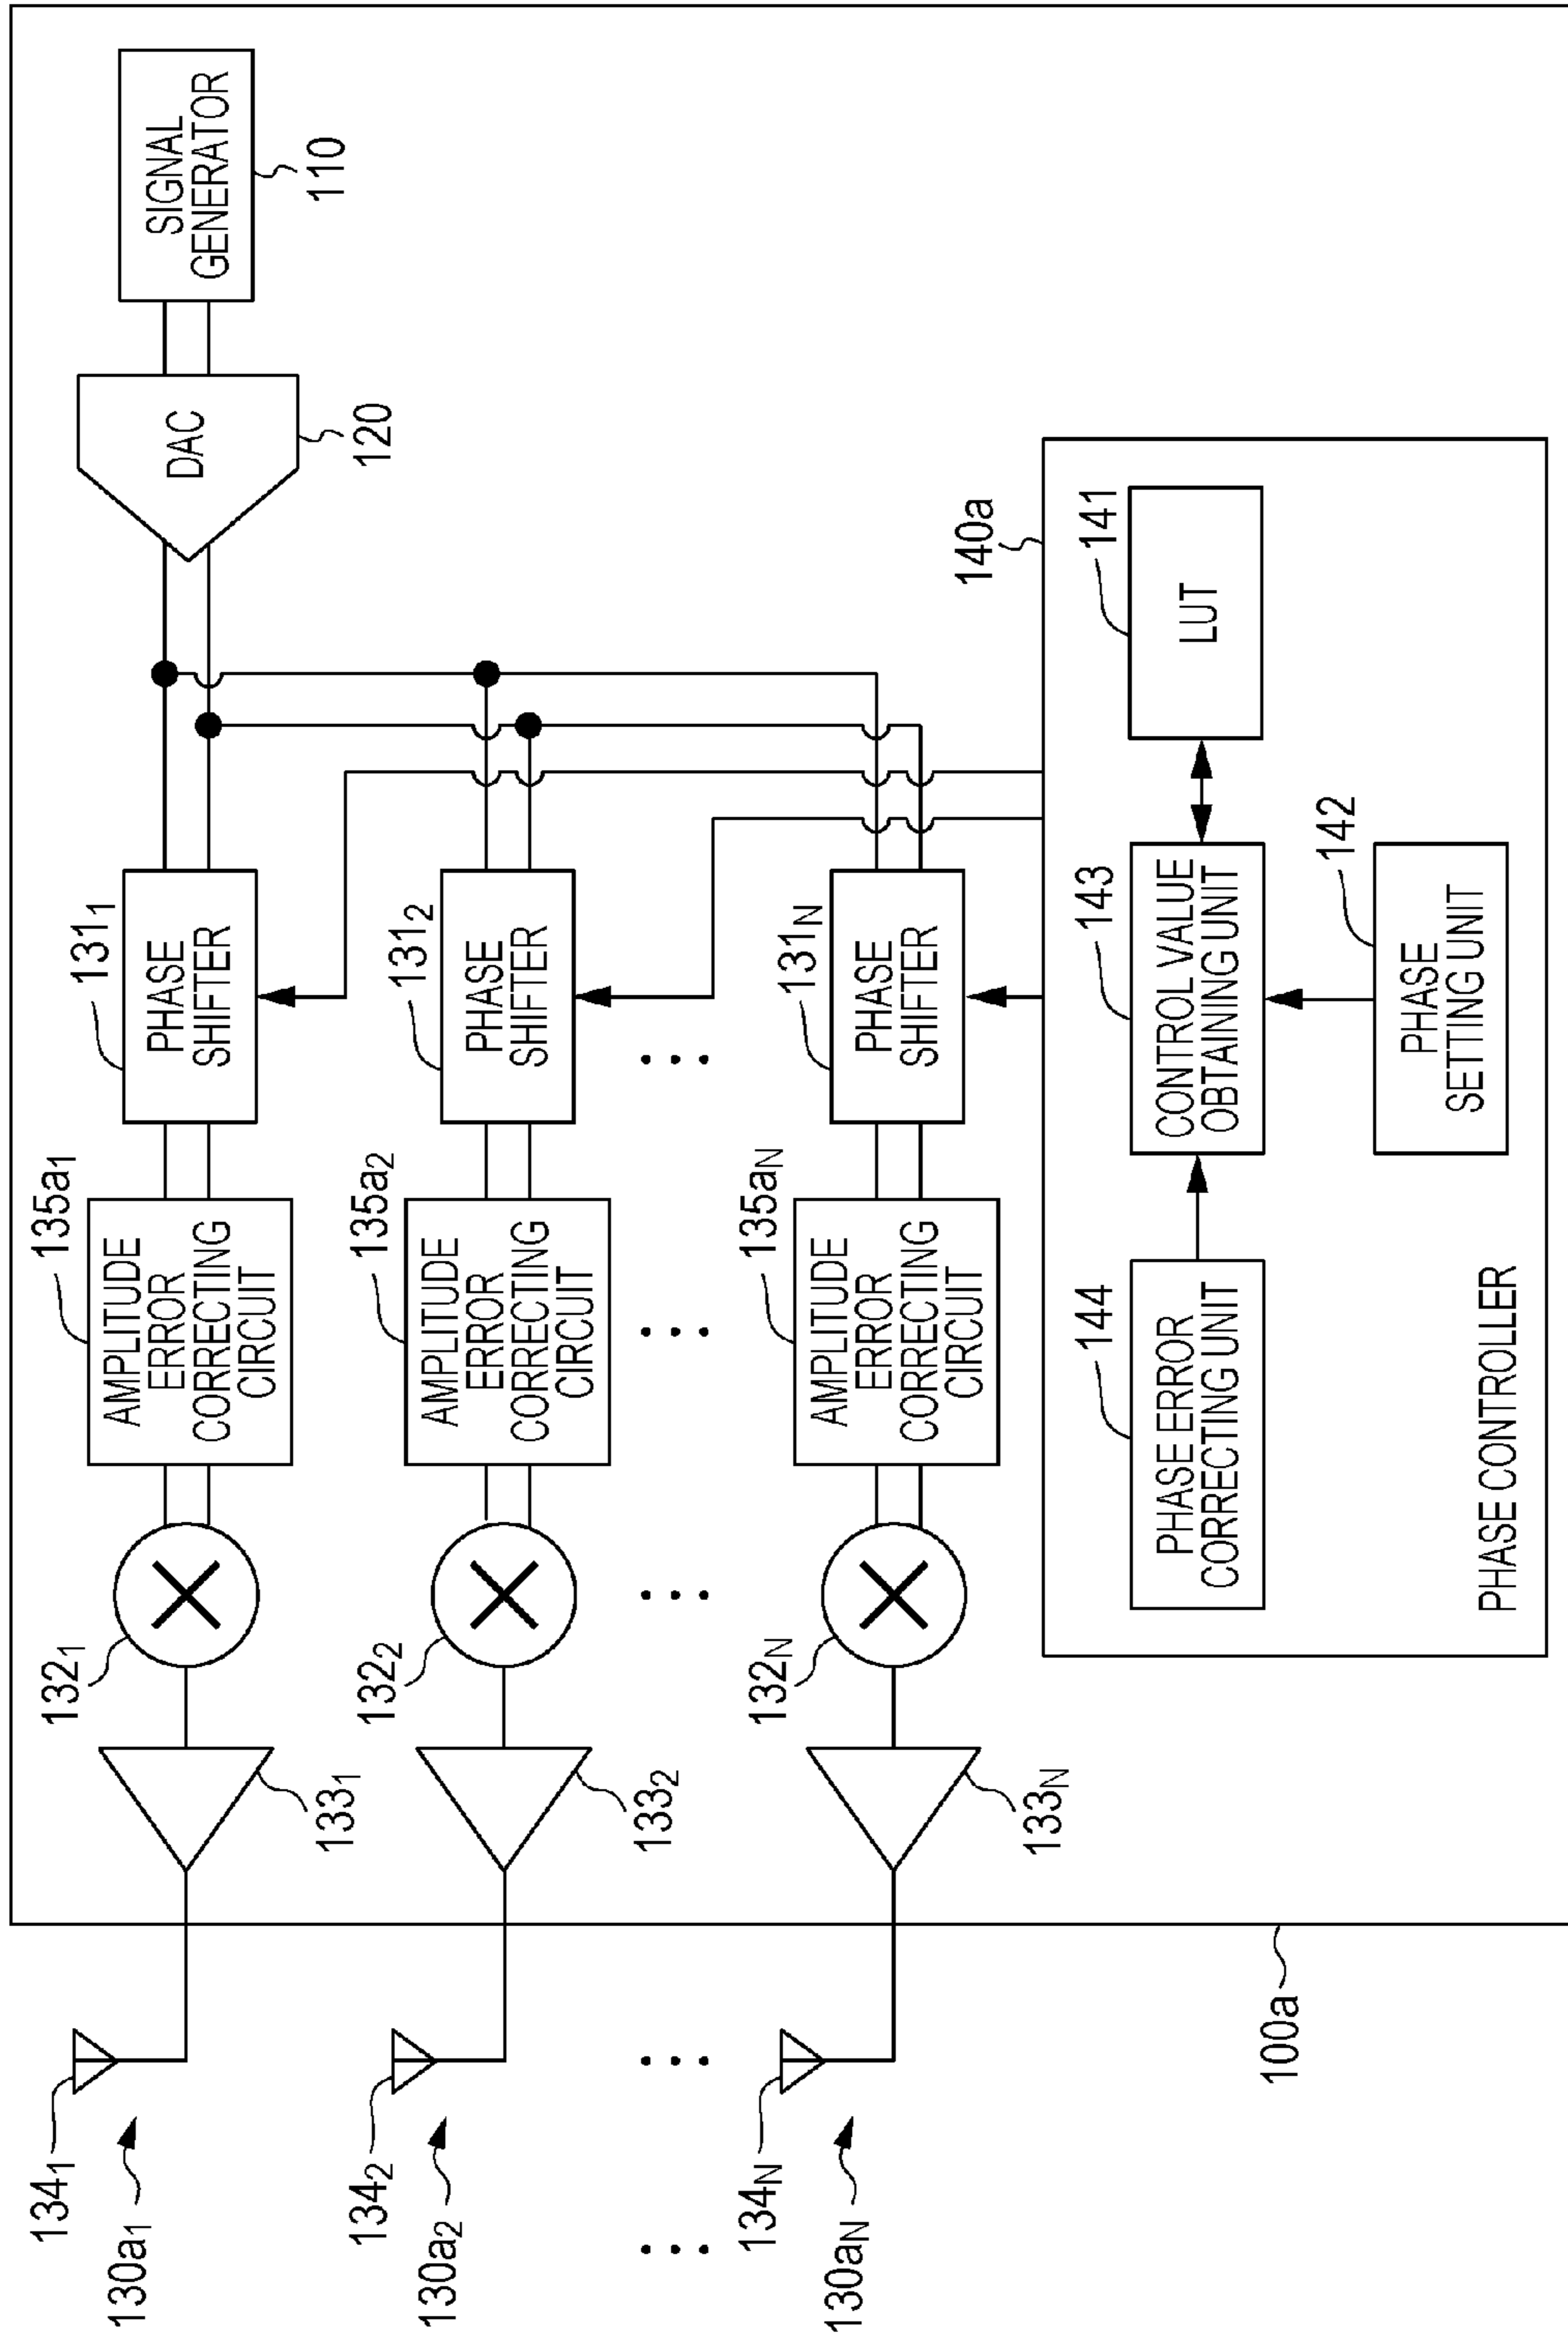 134₁
130a₁
132₁
133₁
135a₁
AMPLITUDE
ERROR
CORRECTING
CIRCUIT
131₁
PHASE
SHIFTER
DAC
120
SIGNAL
GENERATOR
110
134₂
130a₂
132₂
133₂
135a₂
AMPLITUDE
ERROR
CORRECTING
CIRCUIT
131₂
PHASE
SHIFTER
... ... ... ... ...
134N
130aN
132N
133N
135aN
AMPLITUDE
ERROR
CORRECTING
CIRCUIT
131N
PHASE
SHIFTER
140a
144
PHASE ERROR
CORRECTING UNIT
143
CONTROL VALUE
OBTAINING UNIT
141
LUT
142
PHASE
SETTING UNIT
PHASE CONTROLLER
100a